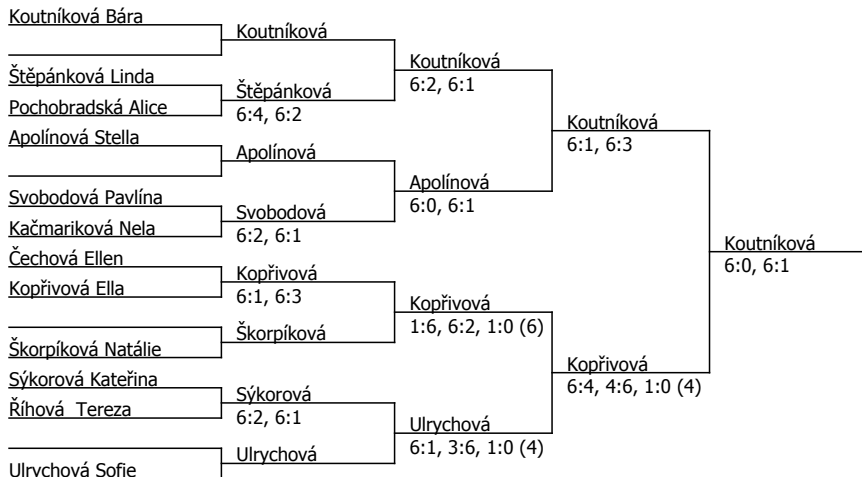 Koutníková Bára
Štěpánková Linda
Pochobradská Alice
Apolínová Stella
Svobodová Pavlína
Kačmariková Nela
Čechová Ellen
Kopřivová Ella
Škorpíková Natálie
Sýkorová Kateřina
Říhová Tereza
Ulrychová Sofie
Koutníková
Štěpánková
6:4, 6:2
Apolínová
Svobodová
6:2, 6:1
Kopřivová
6:1, 6:3
Škorpíková
Sýkorová
6:2, 6:1
Ulrychová
Koutníková
6:2, 6:1
Apolínová
6:0, 6:1
Kopřivová
1:6, 6:2, 1:0 (6)
Ulrychová
6:1, 3:6, 1:0 (4)
Koutníková
6:1, 6:3
Kopřivová
6:4, 4:6, 1:0 (4)
Koutníková
6:0, 6:1